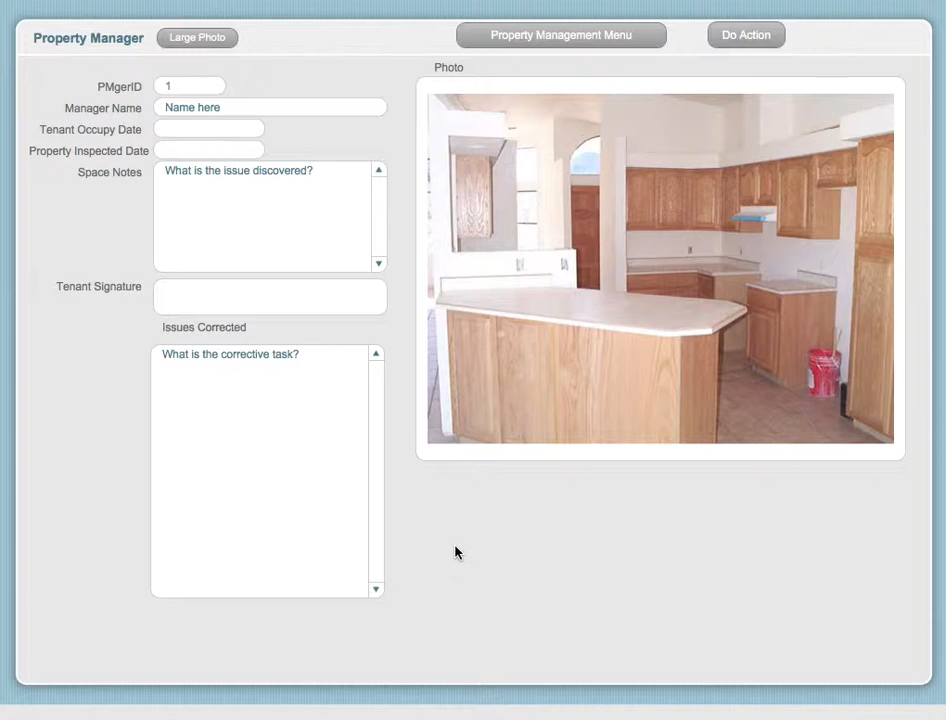 Property Manager
Large Photo
Property Management Menu
Do Action
PMgerID
1
Manager Name
Name here
Tenant Occupy Date
Property Inspected Date
Space Notes
What is the issue discovered?
Tenant Signature
Issues Corrected
What is the corrective task?
Photo